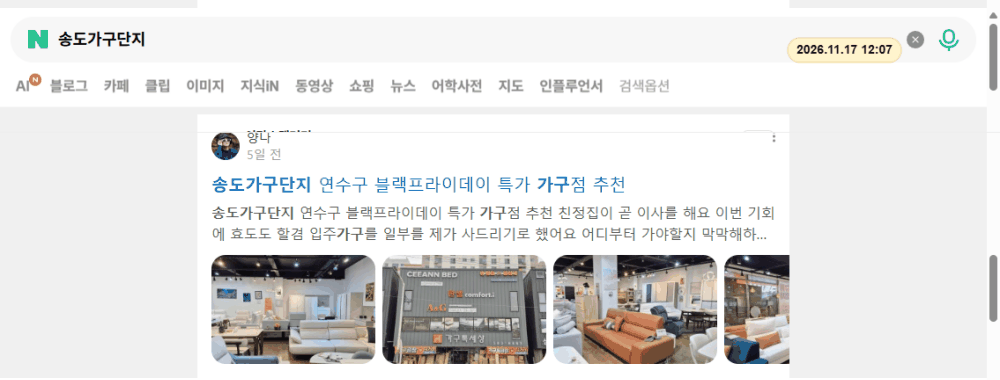 N 송도가구단지
2026.11.17 12:07
AI N 블로그 카페 클립 이미지 지식iN 동영상 쇼핑 뉴스 어학사전 지도 인플루언서 검색옵션
양나
5일 전
송도가구단지 연수구 블랙프라이데이 특가 가구점 추천
송도가구단지 연수구 블랙프라이데이 특가 가구점 추천 친정집이 곧 이사를 해요 이번 기회
에 효도도 할겸 입주가구를 일부를 제가 사드리기로 했어요 어디부터 가야할지 막막해하...
CEEANN BED
A&G
가구특세상